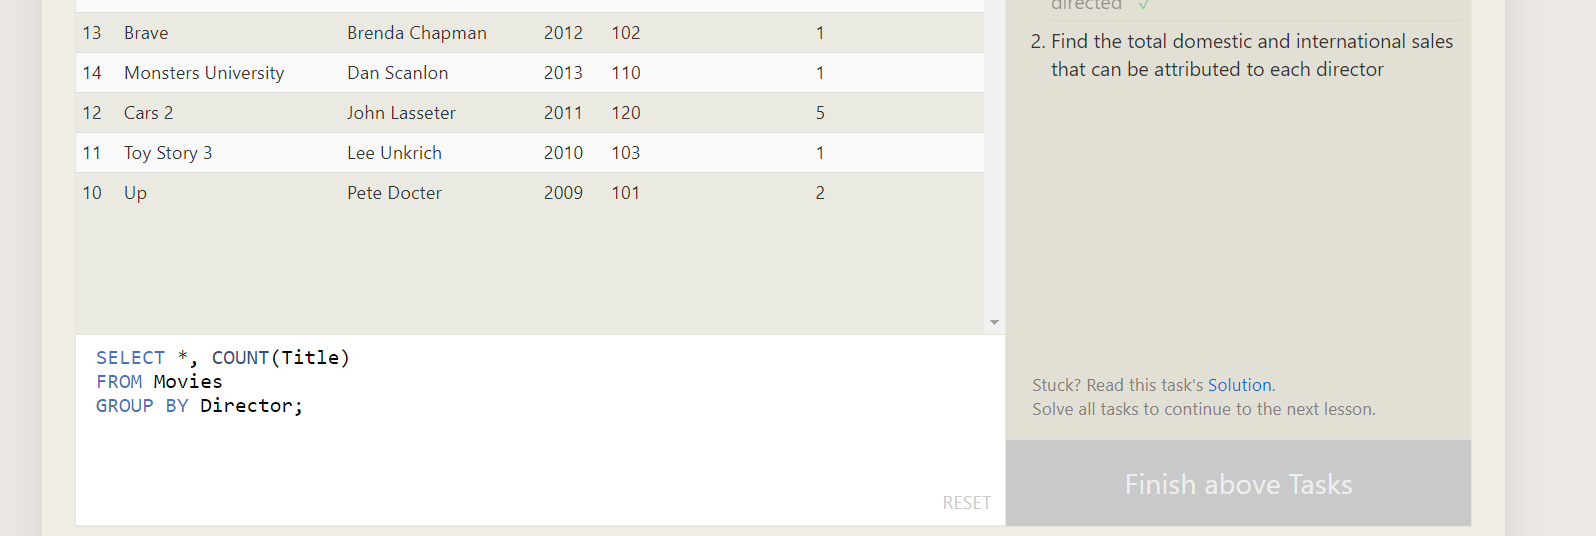 directed ✓
13 Brave Brenda Chapman 2012 102 1
14 Monsters University Dan Scanlon 2013 110 1
12 Cars 2 John Lasseter 2011 120 5
11 Toy Story 3 Lee Unkrich 2010 103 1
10 Up Pete Docter 2009 101 2
SELECT *, COUNT(Title)
FROM Movies
GROUP BY Director;
RESET
2. Find the total domestic and international sales
that can be attributed to each director
Stuck? Read this task's Solution.
Solve all tasks to continue to the next lesson.
Finish above Tasks